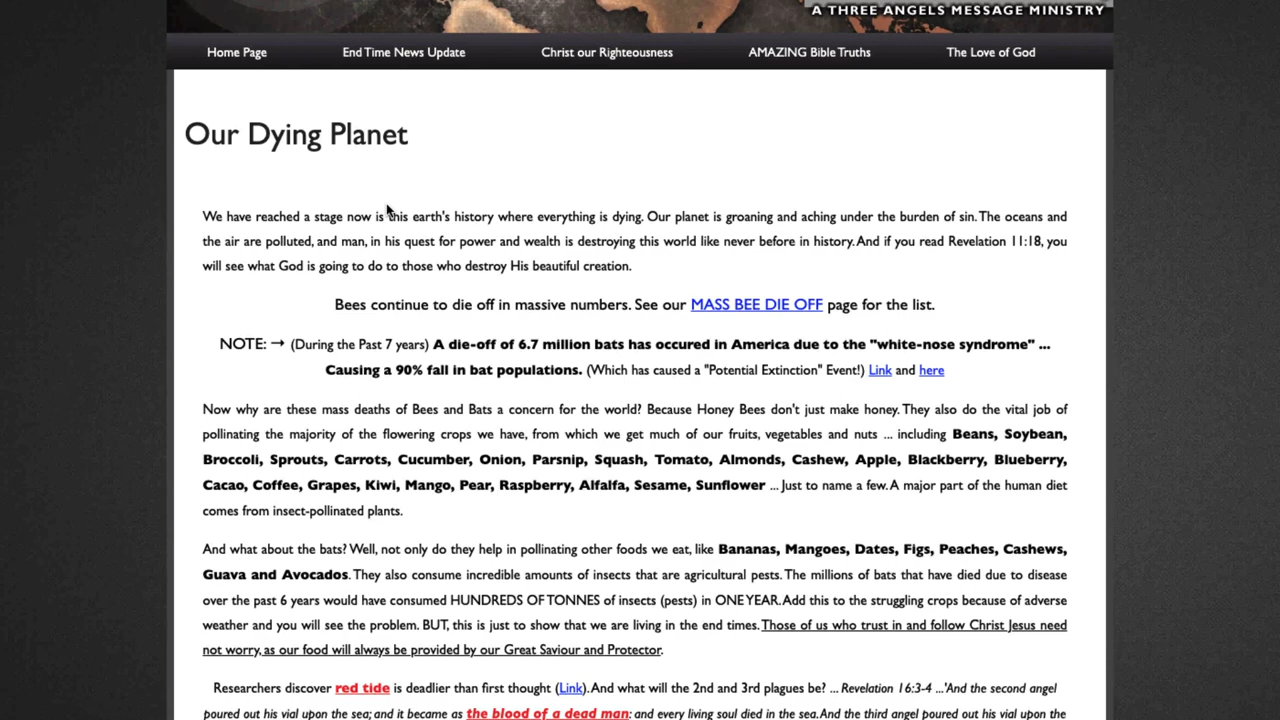 A THREE ANGELS MESSAGE MINISTRY
Home Page End Time News Update Christ our Righteousness AMAZING Bible Truths The Love of God
Our Dying Planet
We have reached a stage now is this earth's history where everything is dying. Our planet is groaning and aching under the burden of sin. The oceans and
the air are polluted, and man, in his quest for power and wealth is destroying this world like never before in history. And if you read Revelation 11:18, you
will see what God is going to do to those who destroy His beautiful creation.
Bees continue to die off in massive numbers. See our MASS BEE DIE OFF page for the list.
NOTE: → (During the Past 7 years) A die-off of 6.7 million bats has occured in America due to the "white-nose syndrome" ...
Causing a 90% fall in bat populations. (Which has caused a "Potential Extinction" Event!) Link and here
Now why are these mass deaths of Bees and Bats a concern for the world? Because Honey Bees don't just make honey. They also do the vital job of
pollinating the majority of the flowering crops we have, from which we get much of our fruits, vegetables and nuts ... including Beans, Soybean,
Broccoli, Sprouts, Carrots, Cucumber, Onion, Parsnip, Squash, Tomato, Almonds, Cashew, Apple, Blackberry, Blueberry,
Cacao, Coffee, Grapes, Kiwi, Mango, Pear, Raspberry, Alfalfa, Sesame, Sunflower ... Just to name a few. A major part of the human diet
comes from insect-pollinated plants.
And what about the bats? Well, not only do they help in pollinating other foods we eat, like Bananas, Mangoes, Dates, Figs, Peaches, Cashews,
Guava and Avocados. They also consume incredible amounts of insects that are agricultural pests. The millions of bats that have died due to disease
over the past 6 years would have consumed HUNDREDS OF TONNES of insects (pests) in ONE YEAR. Add this to the struggling crops because of adverse
weather and you will see the problem. BUT, this is just to show that we are living in the end times. Those of us who trust in and follow Christ Jesus need
not worry, as our food will always be provided by our Great Saviour and Protector.
Researchers discover red tide is deadlier than first thought (Link). And what will the 2nd and 3rd plagues be? ... Revelation 16:3-4 ...'And the second angel
poured out his vial upon the sea; and it became as the blood of a dead man: and every living soul died in the sea. And the third angel poured out his vial upon the